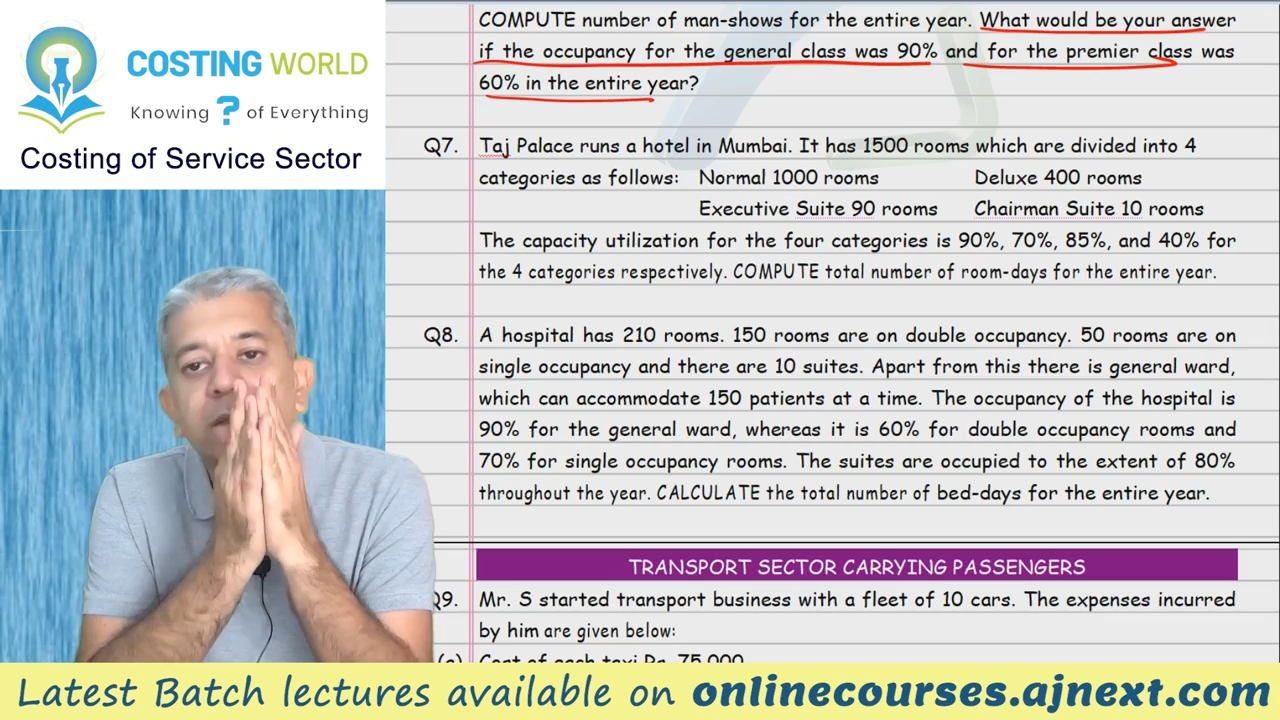 COSTING WORLD
Knowing ? of Everything
Costing of Service Sector
COMPUTE number of man-shows for the entire year. What would be your answer
if the occupancy for the general class was 90% and for the premier class was
60% in the entire year?
Q7. Taj Palace runs a hotel in Mumbai. It has 1500 rooms which are divided into 4
categories as follows: Normal 1000 rooms Deluxe 400 rooms
Executive Suite 90 rooms Chairman Suite 10 rooms
The capacity utilization for the four categories is 90%, 70%, 85%, and 40% for
the 4 categories respectively. COMPUTE total number of room-days for the entire year.
Q8. A hospital has 210 rooms. 150 rooms are on double occupancy. 50 rooms are on
single occupancy and there are 10 suites. Apart from this there is general ward,
which can accommodate 150 patients at a time. The occupancy of the hospital is
90% for the general ward, whereas it is 60% for double occupancy rooms and
70% for single occupancy rooms. The suites are occupied to the extent of 80%
throughout the year. CALCULATE the total number of bed-days for the entire year.
TRANSPORT SECTOR CARRYING PASSENGERS
Q9. Mr. S started transport business with a fleet of 10 cars. The expenses incurred
by him are given below:
(a) Cost of each taxi Rs. 75,000
Latest Batch lectures available on onlinecourses.ajnext.com